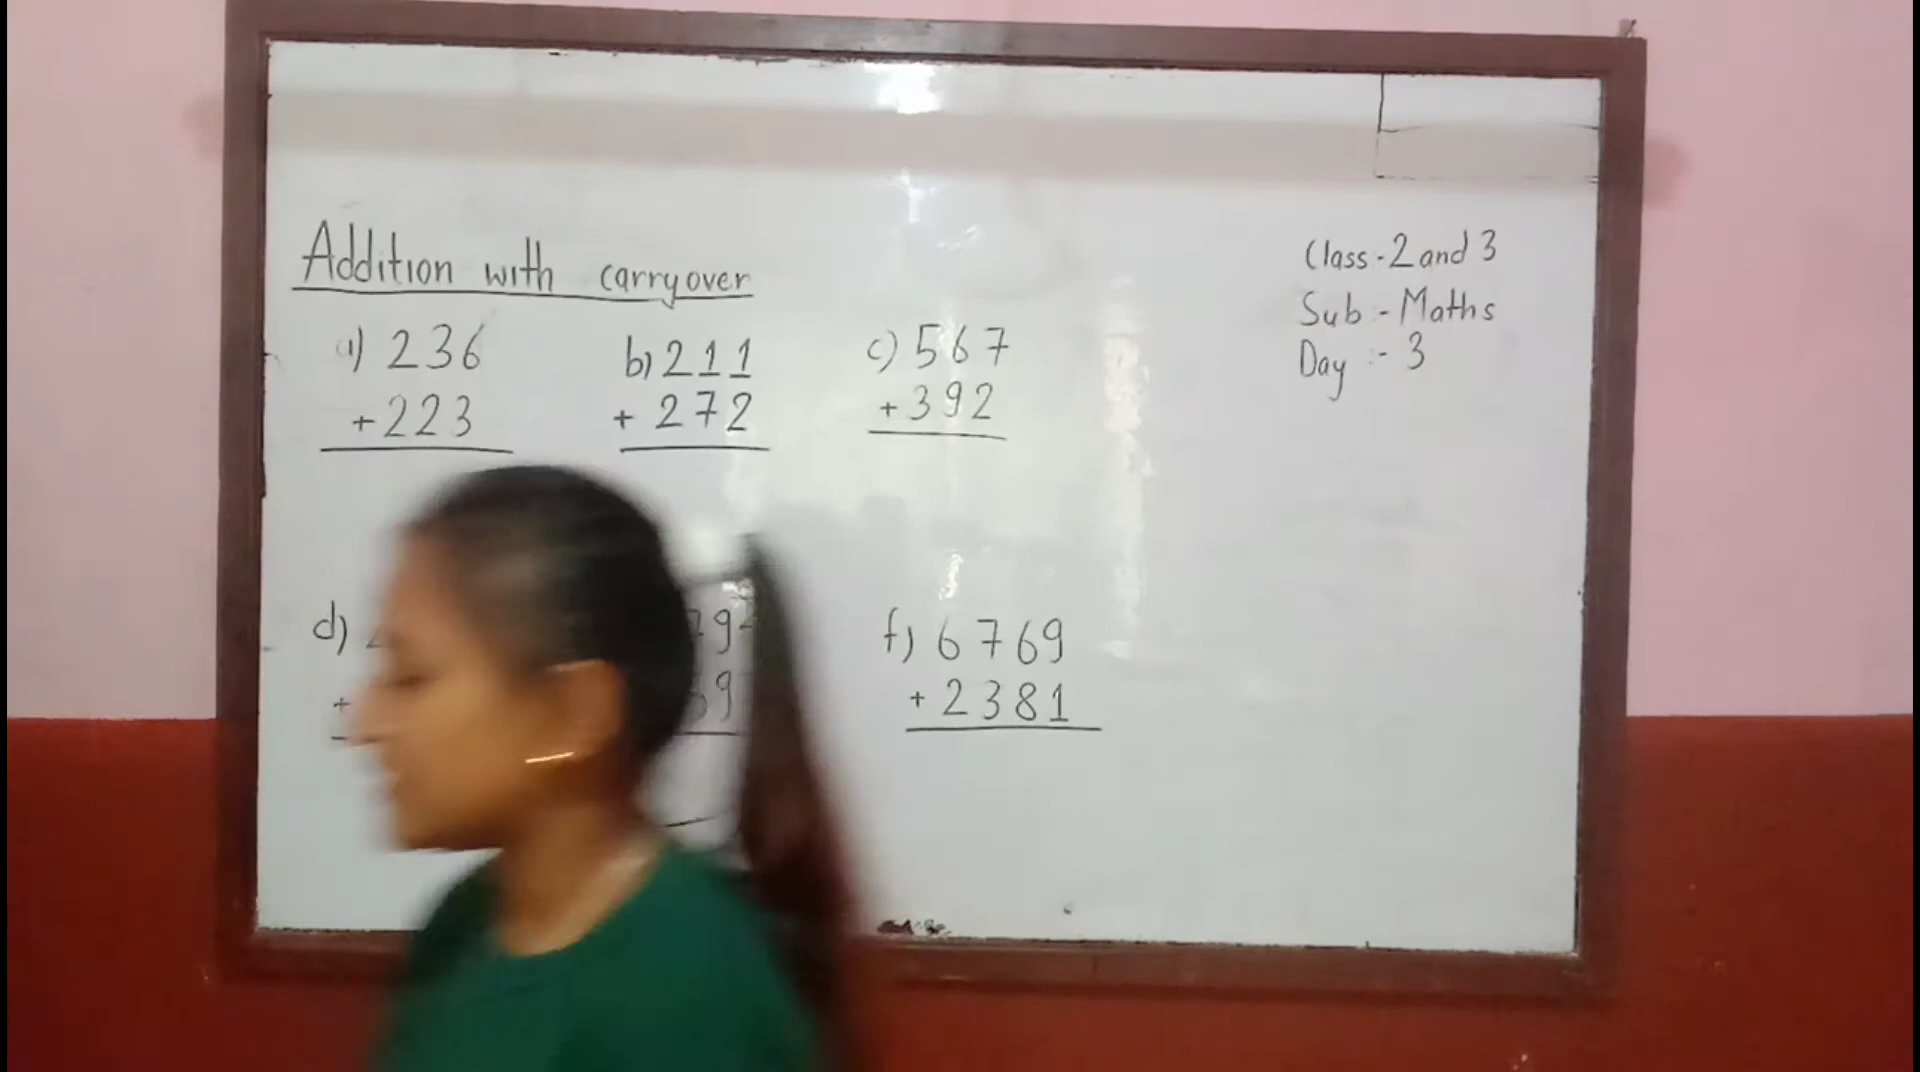 Addition with carryover
a) 236
+223
b) 211
+ 272
c) 567
+392
d)
+
f) 6769
+ 2381
Class:-2 and 3
Sub:- Maths
Day :- 3